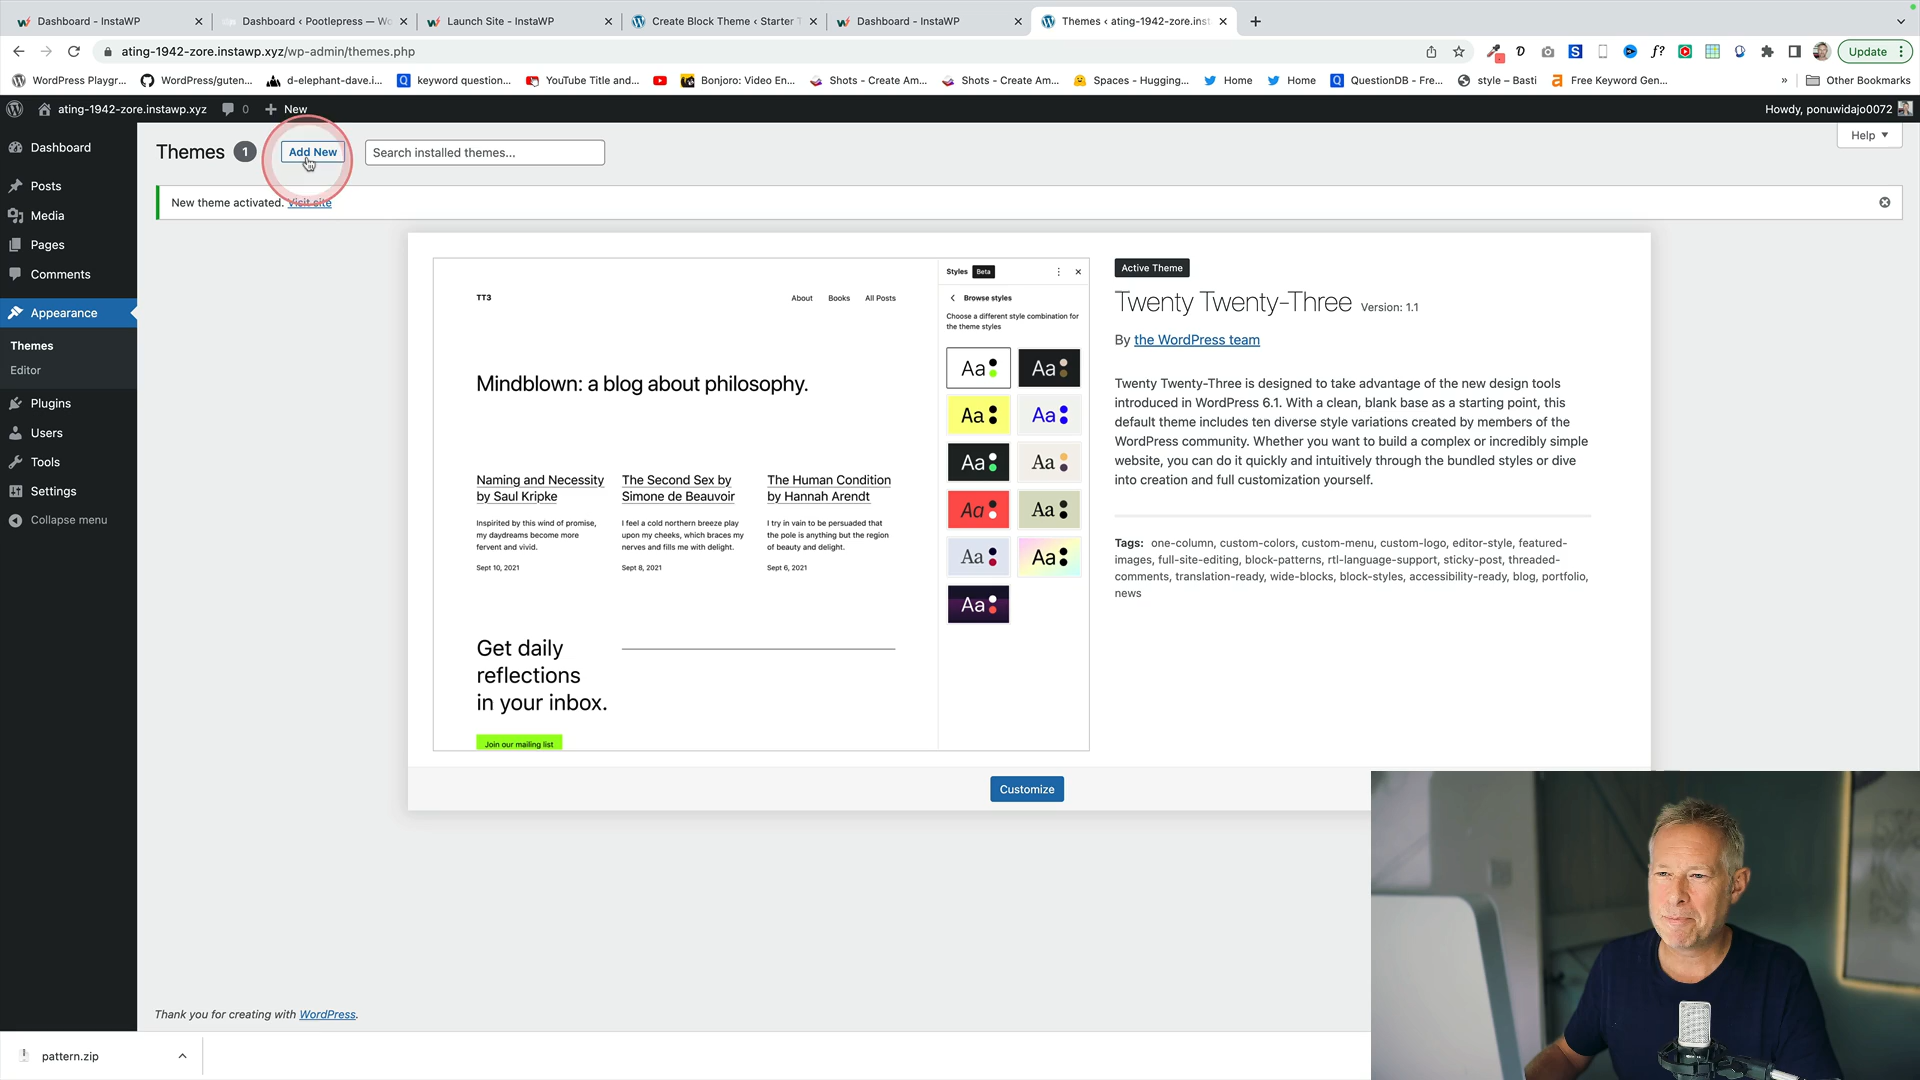 Dashboard - InstaWP
Dashboard ‹ Pootlepress — Wo
Launch Site - InstaWP
Create Block Theme ‹ Starter T
Dashboard - InstaWP
Themes ‹ ating-1942-zore.inst
ating-1942-zore.instawp.xyz/wp-admin/themes.php
Update
WordPress Playgr...
WordPress/guten...
d-elephant-dave.i...
keyword question...
YouTube Title and...
Bonjoro: Video En...
Shots - Create Am...
Shots - Create Am...
Spaces - Hugging...
Home
Home
QuestionDB - Fre...
style – Basti
Free Keyword Gen...
»
Other Bookmarks
ating-1942-zore.instawp.xyz
0
New
Howdy, ponuwidajo0072
Dashboard
Posts
Media
Pages
Comments
Appearance
Themes
Editor
Plugins
Users
Tools
Settings
Collapse menu
Themes 1
Add New
Search installed themes...
Help
New theme activated. Visit site
TT3
About Books All Posts
Mindblown: a blog about philosophy.
Naming and Necessity
by Saul Kripke
Inspirited by this wind of promise,
my daydreams become more
fervent and vivid.
Sept 10, 2021
The Second Sex by
Simone de Beauvoir
I feel a cold northern breeze play
upon my cheeks, which braces my
nerves and fills me with delight.
Sept 8, 2021
The Human Condition
by Hannah Arendt
I try in vain to be persuaded that
the pole is anything but the region
of beauty and delight.
Sept 6, 2021
Get daily
reflections
in your inbox.
Join our mailing list
Styles Beta
Browse styles
Choose a different style combination for
the theme styles
Aa Aa
Aa Aa
Aa Aa
Aa Aa
Aa Aa
Aa
Active Theme
Twenty Twenty-Three Version: 1.1
By the WordPress team
Twenty Twenty-Three is designed to take advantage of the new design tools
introduced in WordPress 6.1. With a clean, blank base as a starting point, this
default theme includes ten diverse style variations created by members of the
WordPress community. Whether you want to build a complex or incredibly simple
website, you can do it quickly and intuitively through the bundled styles or dive
into creation and full customization yourself.
Tags: one-column, custom-colors, custom-menu, custom-logo, editor-style, featured-
images, full-site-editing, block-patterns, rtl-language-support, sticky-post, threaded-
comments, translation-ready, wide-blocks, block-styles, accessibility-ready, blog, portfolio,
news
Customize
Thank you for creating with WordPress.
pattern.zip